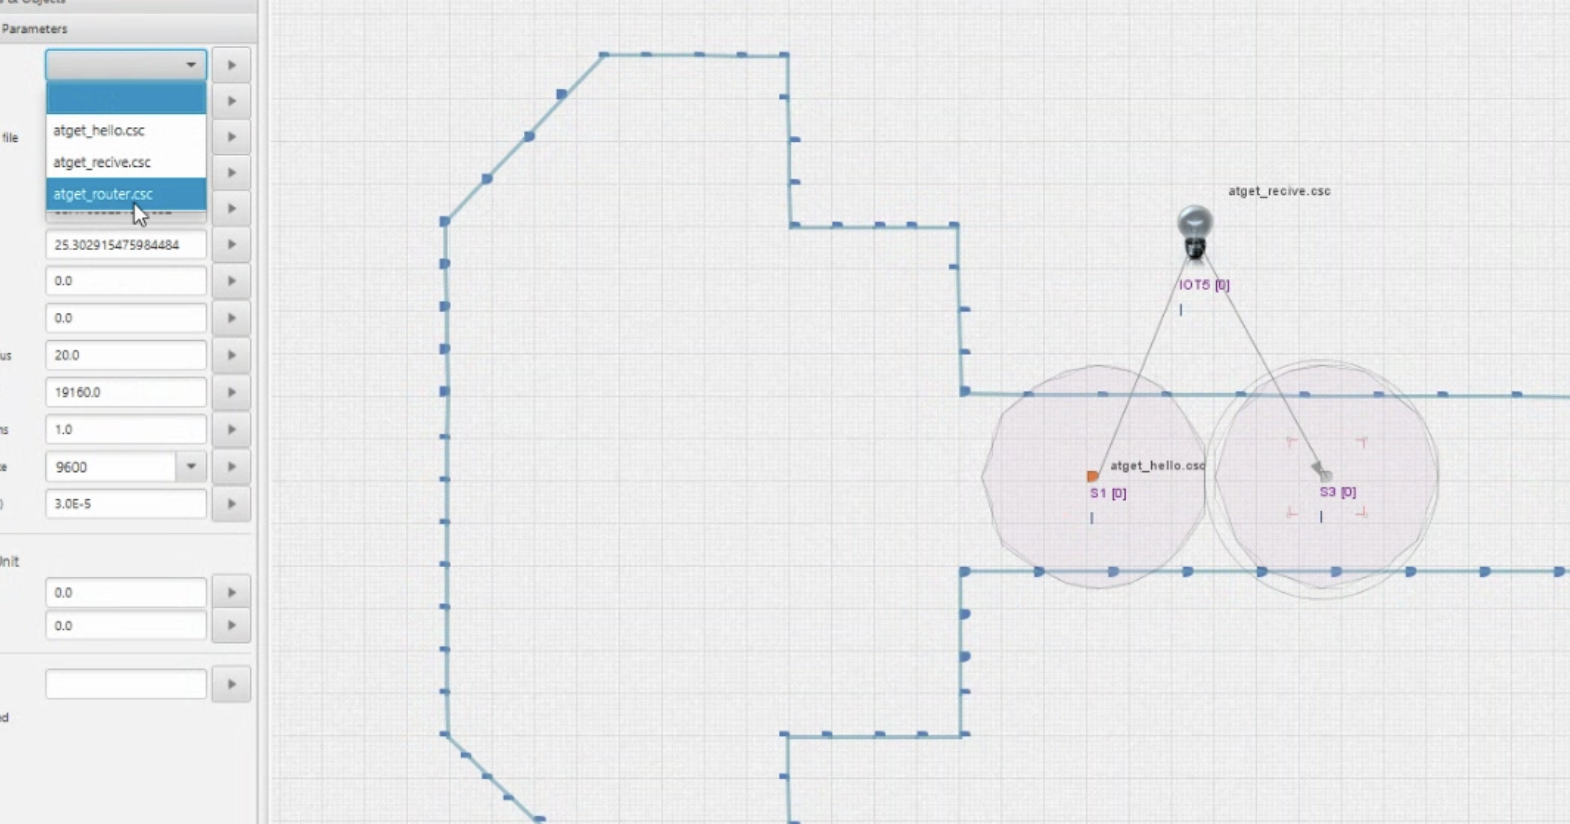 Parameters
atget_hello.csc
file
atget_recive.csc
atget_router.csc
25.302915475984484
0.0
0.0
us
20.0
19160.0
ns
1.0
9600
3.0E-5
Unit
0.0
0.0
atget_recive.csc
IOT5 [0]
atget_hello.csc
S1 [0]
S3 [0]